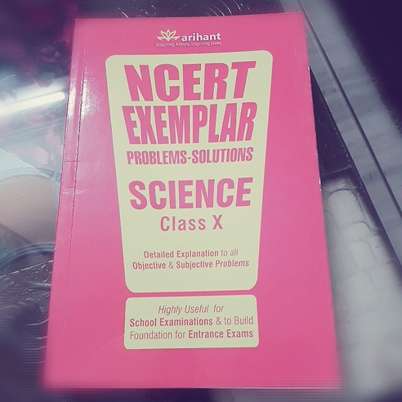 arihant
NCERT
EXEMPLAR
PROBLEMS-SOLUTIONS
SCIENCE
Class X
Detailed Explanation to all
Objective & Subjective Problems
Highly Useful for
School Examinations & to Build
Foundation for Entrance Exams